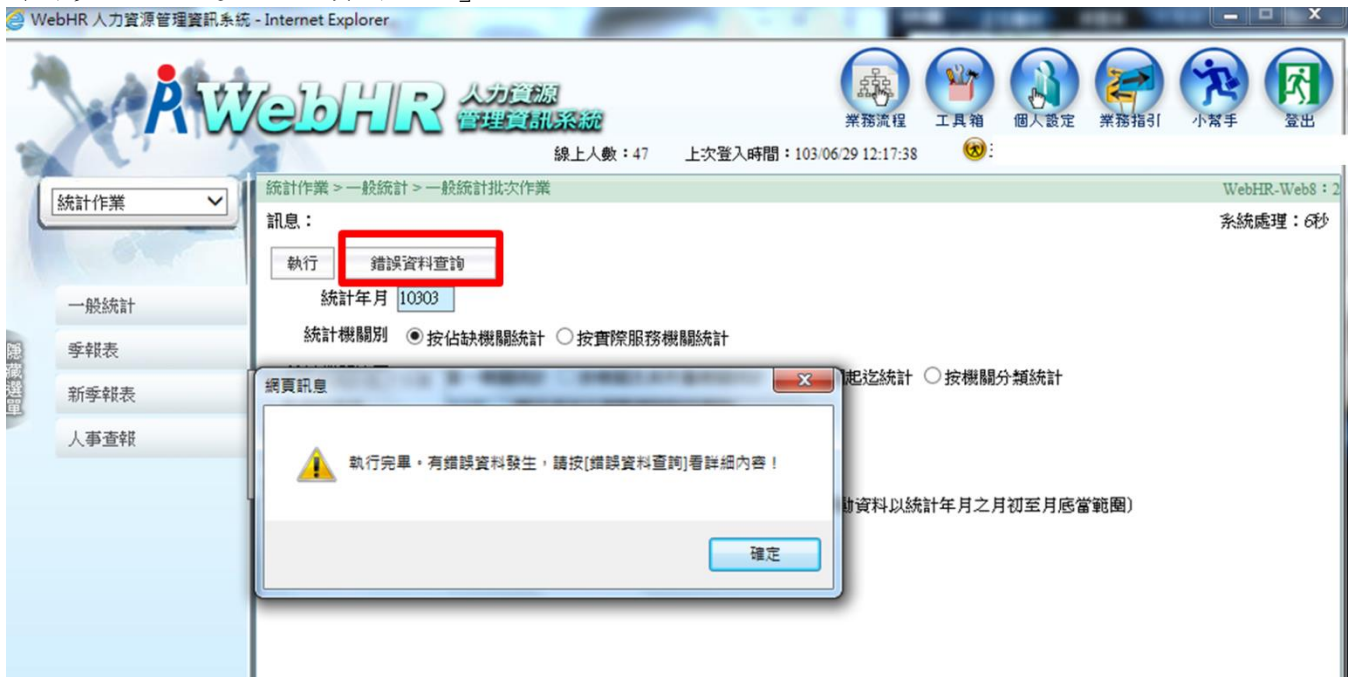 WebHR 人力資源管理資訊系統 - Internet Explorer
WebHR 人力資源
管理資訊系統
業務流程 工具箱 個人設定 業務指引 小幫手 登出
線上人數：47 上次登入時間：103/06/29 12:17:38
統計作業
統計作業 > 一般統計 > 一般統計批次作業 WebHR-Web8：2
訊息： 系統處理：6秒
執行 錯誤資料查詢
統計年月 10303
統計機關別 按佔缺機關統計 按實際服務機關統計
起迄統計 按機關分類統計
一般統計
季報表
新季報表
人事查報
隱藏選單
網頁訊息
執行完畢。有錯誤資料發生，請按[錯誤資料查詢]看詳細內容！
確定
動資料以統計年月之月初至月底當範圍）